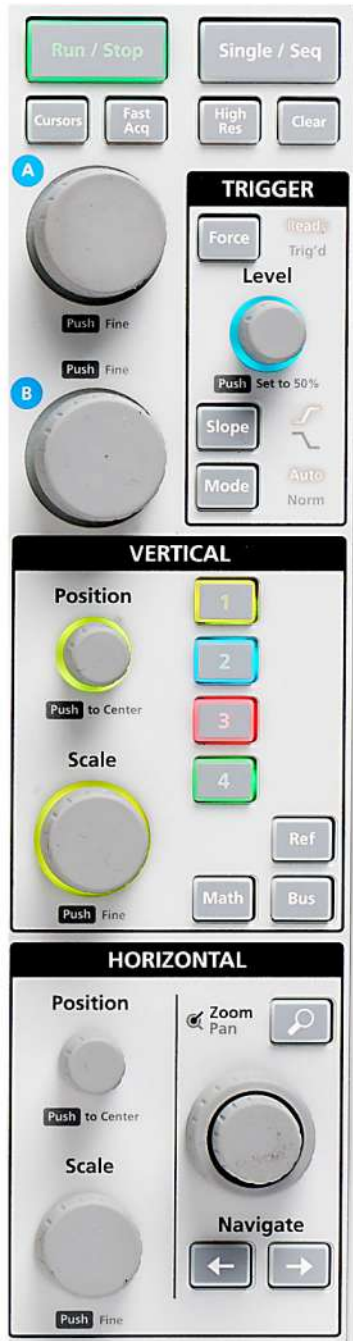 Run / Stop
Single / Seq
Cursors
Fast
Acq
High
Res
Clear
A
Push Fine
Push Fine
B
TRIGGER
Force
Ready
Trig'd
Level
Push Set to 50%
Slope
Mode
Auto
Norm
VERTICAL
Position
Push to Center
Scale
Push Fine
1
2
3
4
Ref
Math
Bus
HORIZONTAL
Position
Push to Center
Scale
Push Fine
Zoom
Pan
Navigate